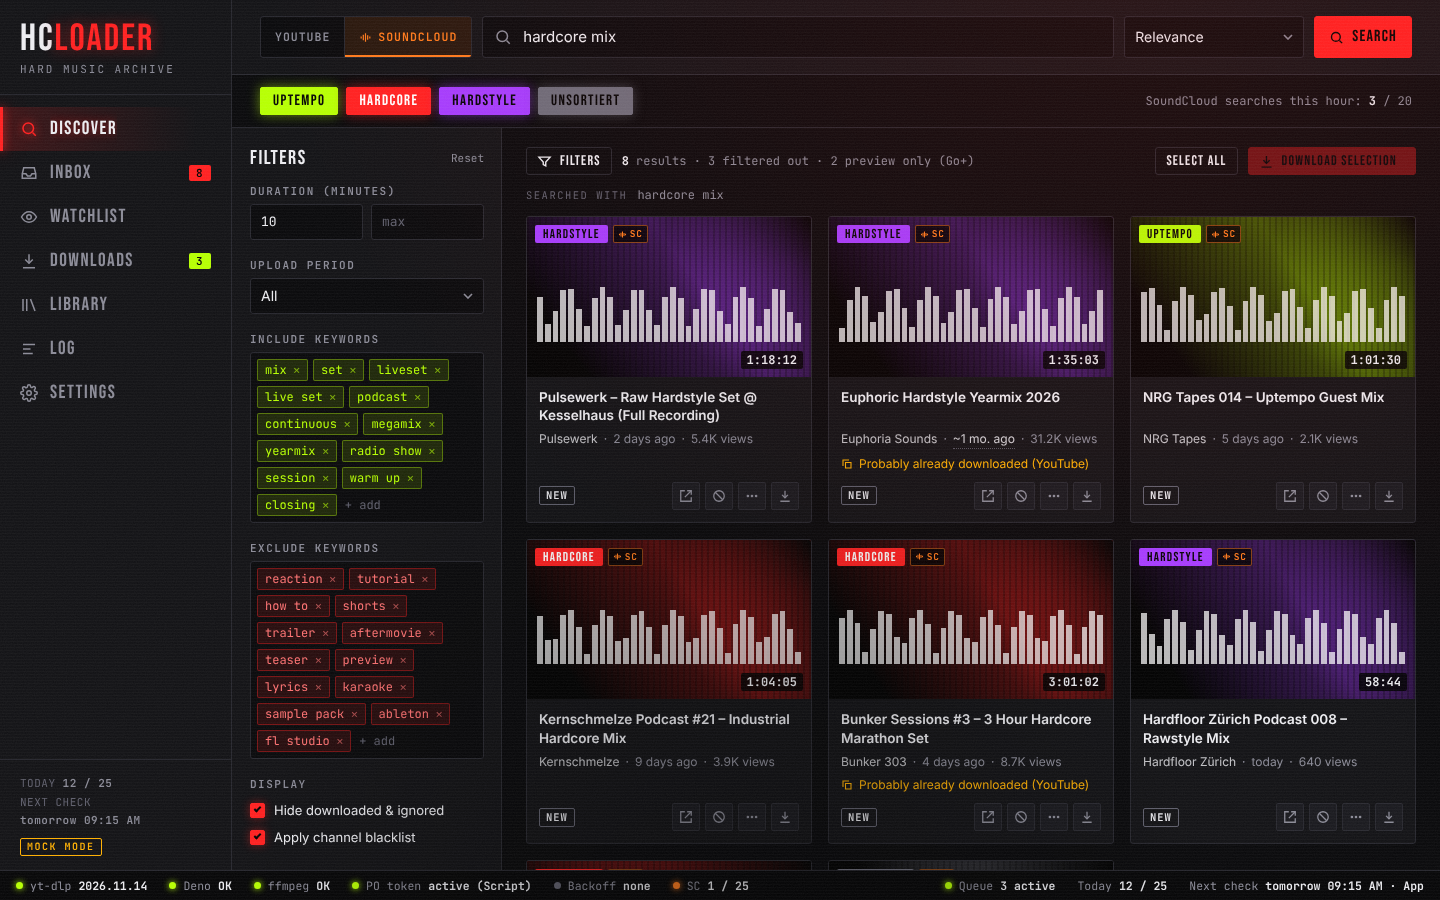 HCLOADER
HARD MUSIC ARCHIVE
DISCOVER
INBOX 8
WATCHLIST
DOWNLOADS 3
LIBRARY
LOG
SETTINGS
TODAY 12 / 25
NEXT CHECK
tomorrow 09:15 AM
MOCK MODE
YOUTUBE SOUNDCLOUD hardcore mix Relevance SEARCH
UPTEMPO HARDCORE HARDSTYLE UNSORTIERT SoundCloud searches this hour: 3 / 20
FILTERS Reset
DURATION (MINUTES)
10 max
UPLOAD PERIOD
All
INCLUDE KEYWORDS
mix × set × liveset ×
live set × podcast ×
continuous × megamix ×
yearmix × radio show ×
session × warm up ×
closing × + add
EXCLUDE KEYWORDS
reaction × tutorial ×
how to × shorts ×
trailer × aftermovie ×
teaser × preview ×
lyrics × karaoke ×
sample pack × ableton ×
fl studio × + add
DISPLAY
Hide downloaded & ignored
Apply channel blacklist
FILTERS 8 results · 3 filtered out · 2 preview only (Go+) SELECT ALL DOWNLOAD SELECTION
SEARCHED WITH hardcore mix
HARDSTYLE SC
1:18:12
Pulsewerk – Raw Hardstyle Set @
Kesselhaus (Full Recording)
Pulsewerk · 2 days ago · 5.4K views
NEW
HARDSTYLE SC
1:35:03
Euphoric Hardstyle Yearmix 2026
Euphoria Sounds · ~1 mo. ago · 31.2K views
Probably already downloaded (YouTube)
NEW
UPTEMPO SC
1:01:30
NRG Tapes 014 – Uptempo Guest Mix
NRG Tapes · 5 days ago · 2.1K views
NEW
HARDCORE SC
1:04:05
Kernschmelze Podcast #21 – Industrial
Hardcore Mix
Kernschmelze · 9 days ago · 3.9K views
NEW
HARDCORE SC
3:01:02
Bunker Sessions #3 – 3 Hour Hardcore
Marathon Set
Bunker 303 · 4 days ago · 8.7K views
Probably already downloaded (YouTube)
NEW
HARDSTYLE SC
58:44
Hardfloor Zürich Podcast 008 –
Rawstyle Mix
Hardfloor Zürich · today · 640 views
NEW
yt-dlp 2026.11.14 Deno OK ffmpeg OK PO token active (Script) Backoff none SC 1 / 25 Queue 3 active Today 12 / 25 Next check tomorrow 09:15 AM · App